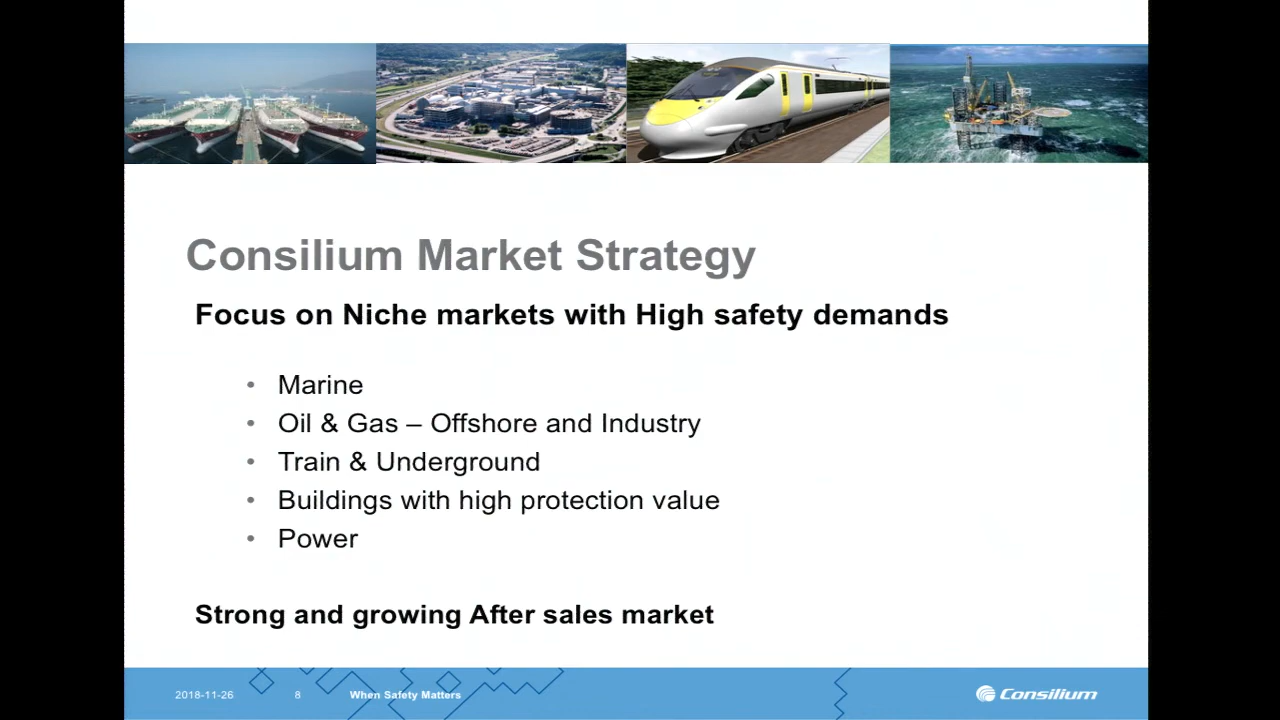 Consilium Market Strategy
Focus on Niche markets with High safety demands
• Marine
• Oil & Gas – Offshore and Industry
• Train & Underground
• Buildings with high protection value
• Power
Strong and growing After sales market
2018-11-26 8 When Safety Matters Consilium